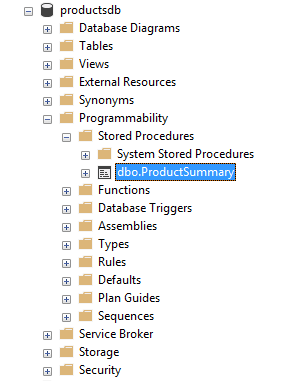 productsdb
Database Diagrams
Tables
Views
External Resources
Synonyms
Programmability
Stored Procedures
System Stored Procedures
dbo.ProductSummary
Functions
Database Triggers
Assemblies
Types
Rules
Defaults
Plan Guides
Sequences
Service Broker
Storage
Security